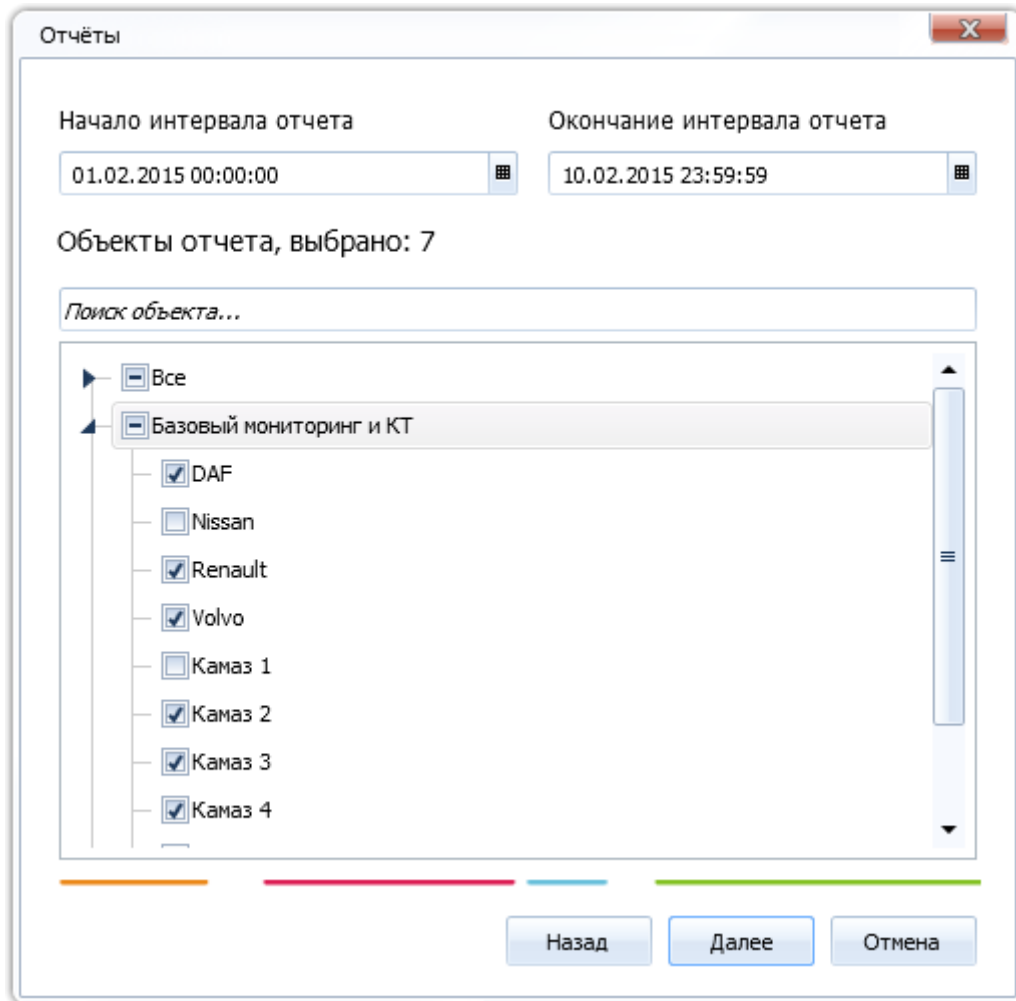 Отчёты
Начало интервала отчета Окончание интервала отчета
01.02.2015 00:00:00 10.02.2015 23:59:59
Объекты отчета, выбрано: 7
Поиск объекта...
Все
Базовый мониторинг и КТ
DAF
Nissan
Renault
Volvo
Камаз 1
Камаз 2
Камаз 3
Камаз 4
Назад Далее Отмена